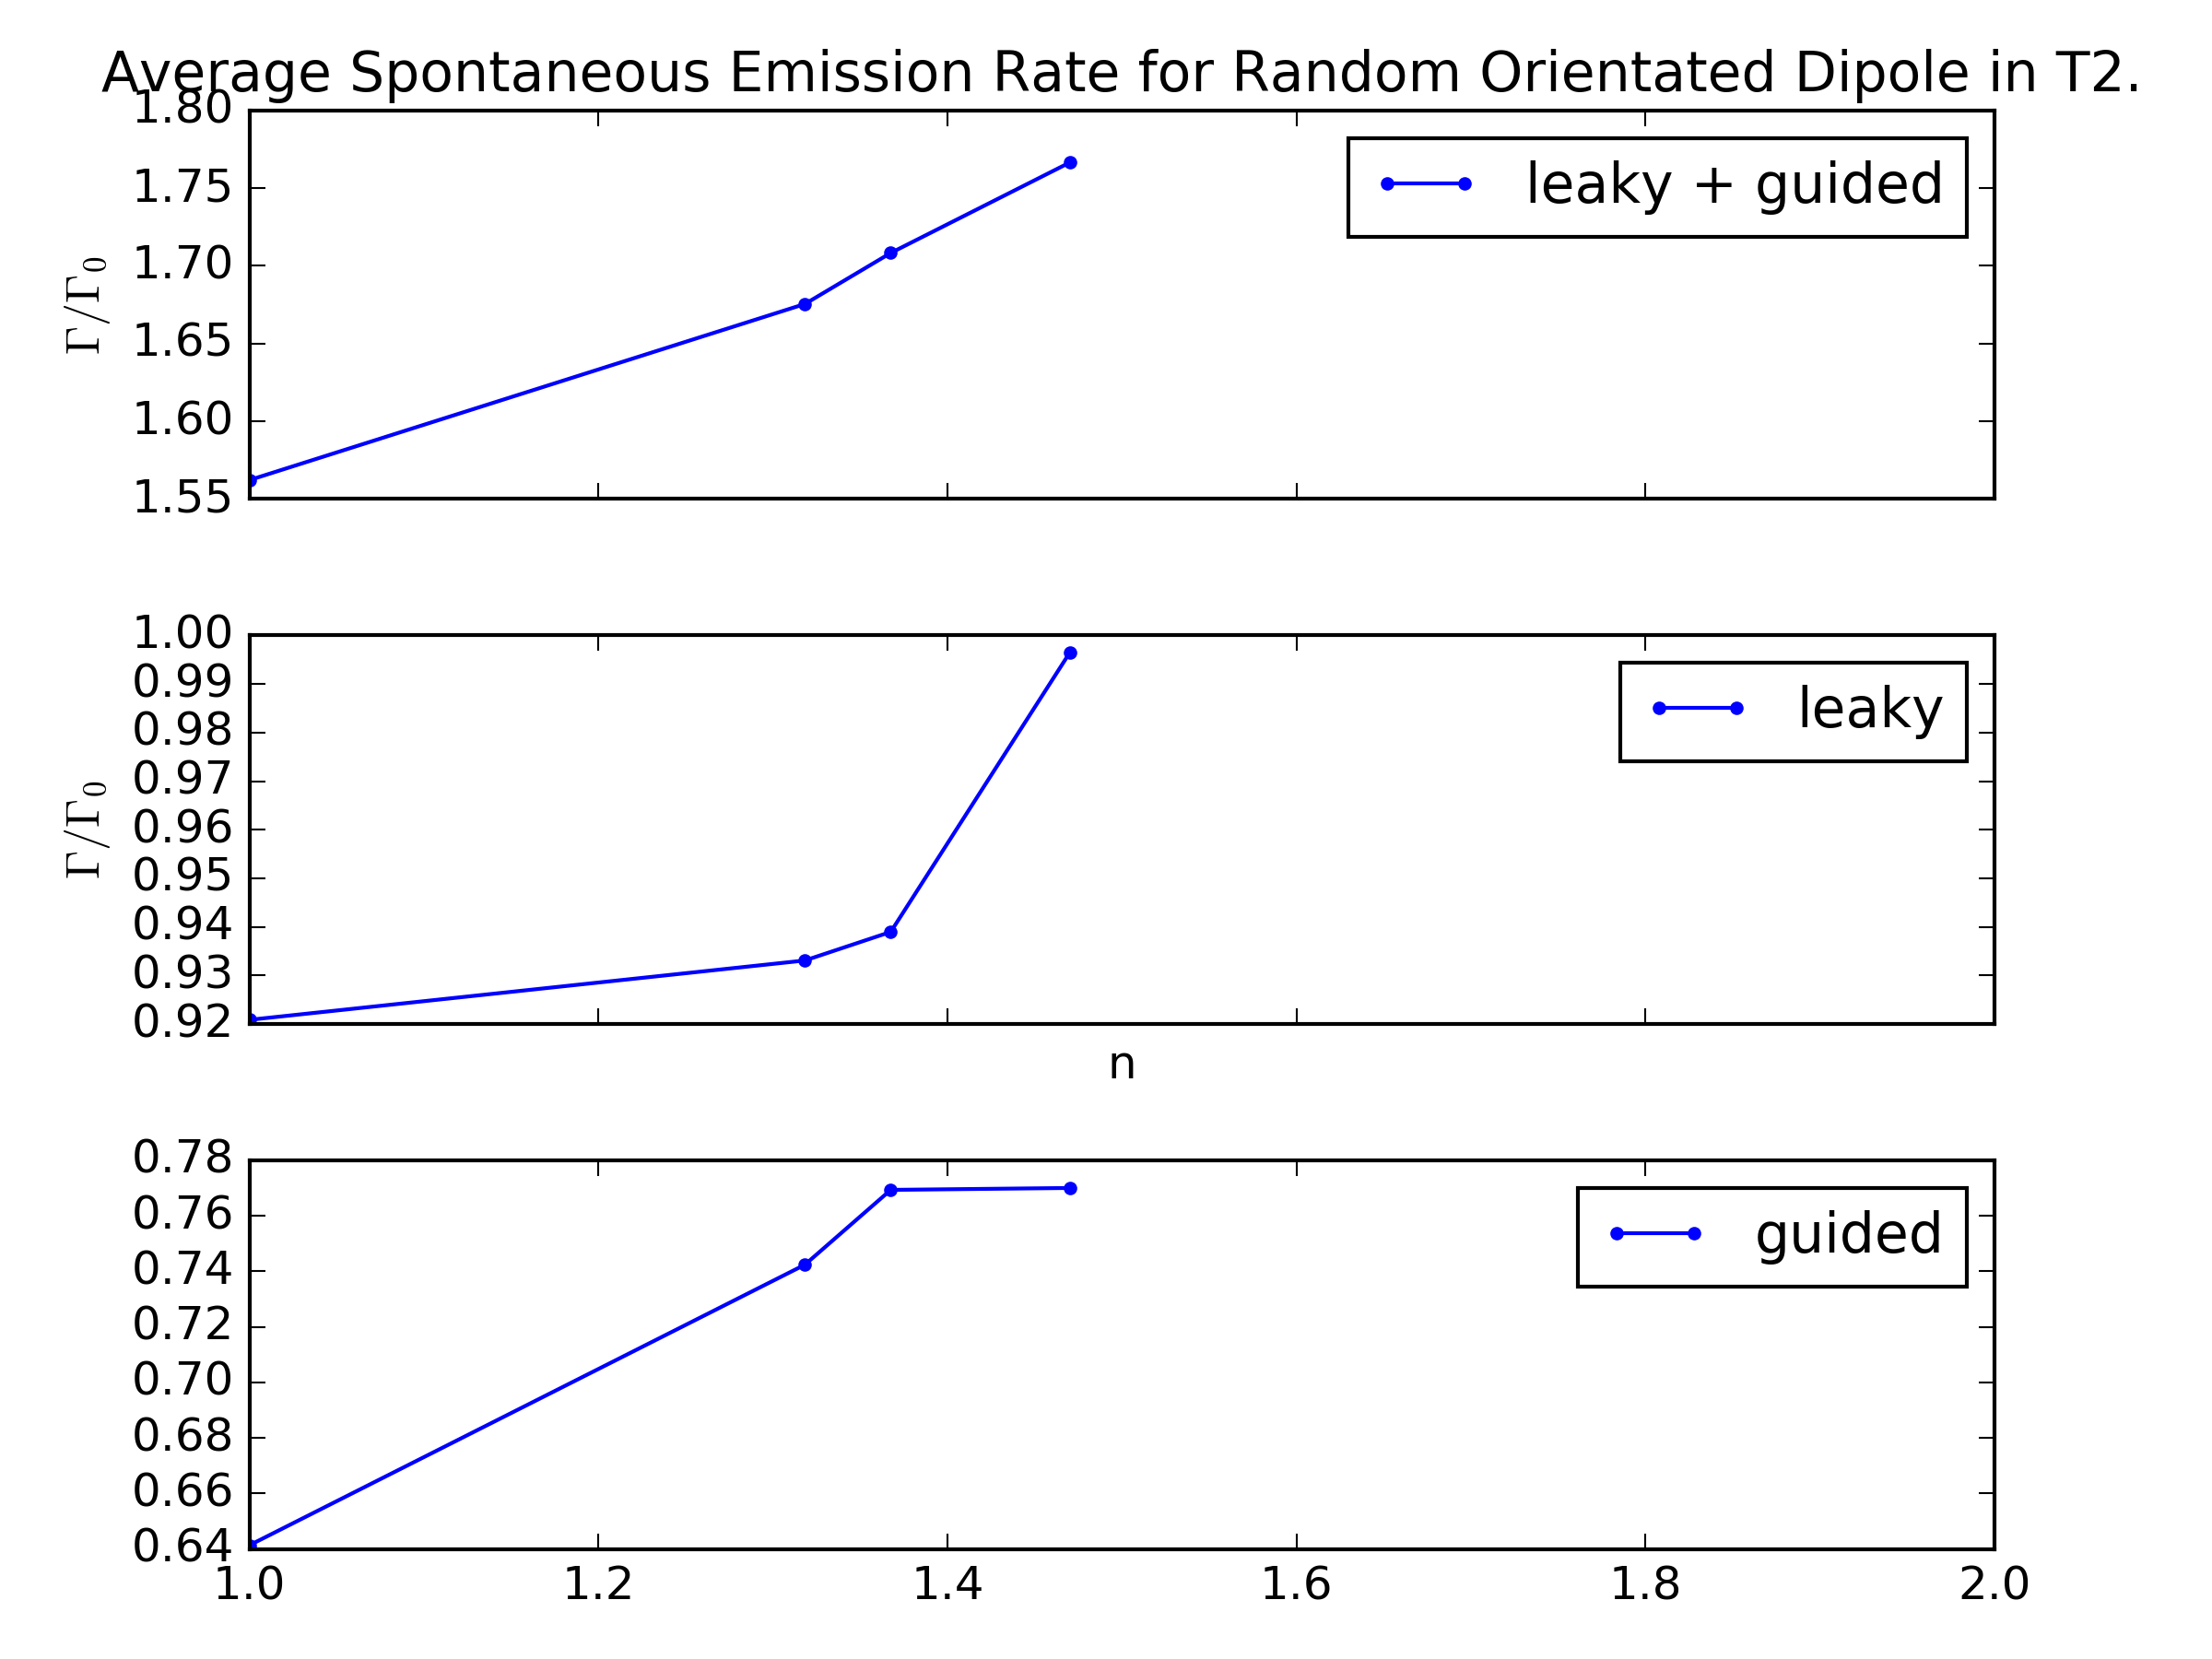 Average Spontaneous Emission Rate for Random Orientated Dipole in T2.
1.80
1.75
1.70
1.65
1.60
1.55
Γ/Γ₀
leaky + guided
1.00
0.99
0.98
0.97
0.96
0.95
0.94
0.93
0.92
Γ/Γ₀
leaky
n
0.78
0.76
0.74
0.72
0.70
0.68
0.66
0.64
guided
1.0 1.2 1.4 1.6 1.8 2.0